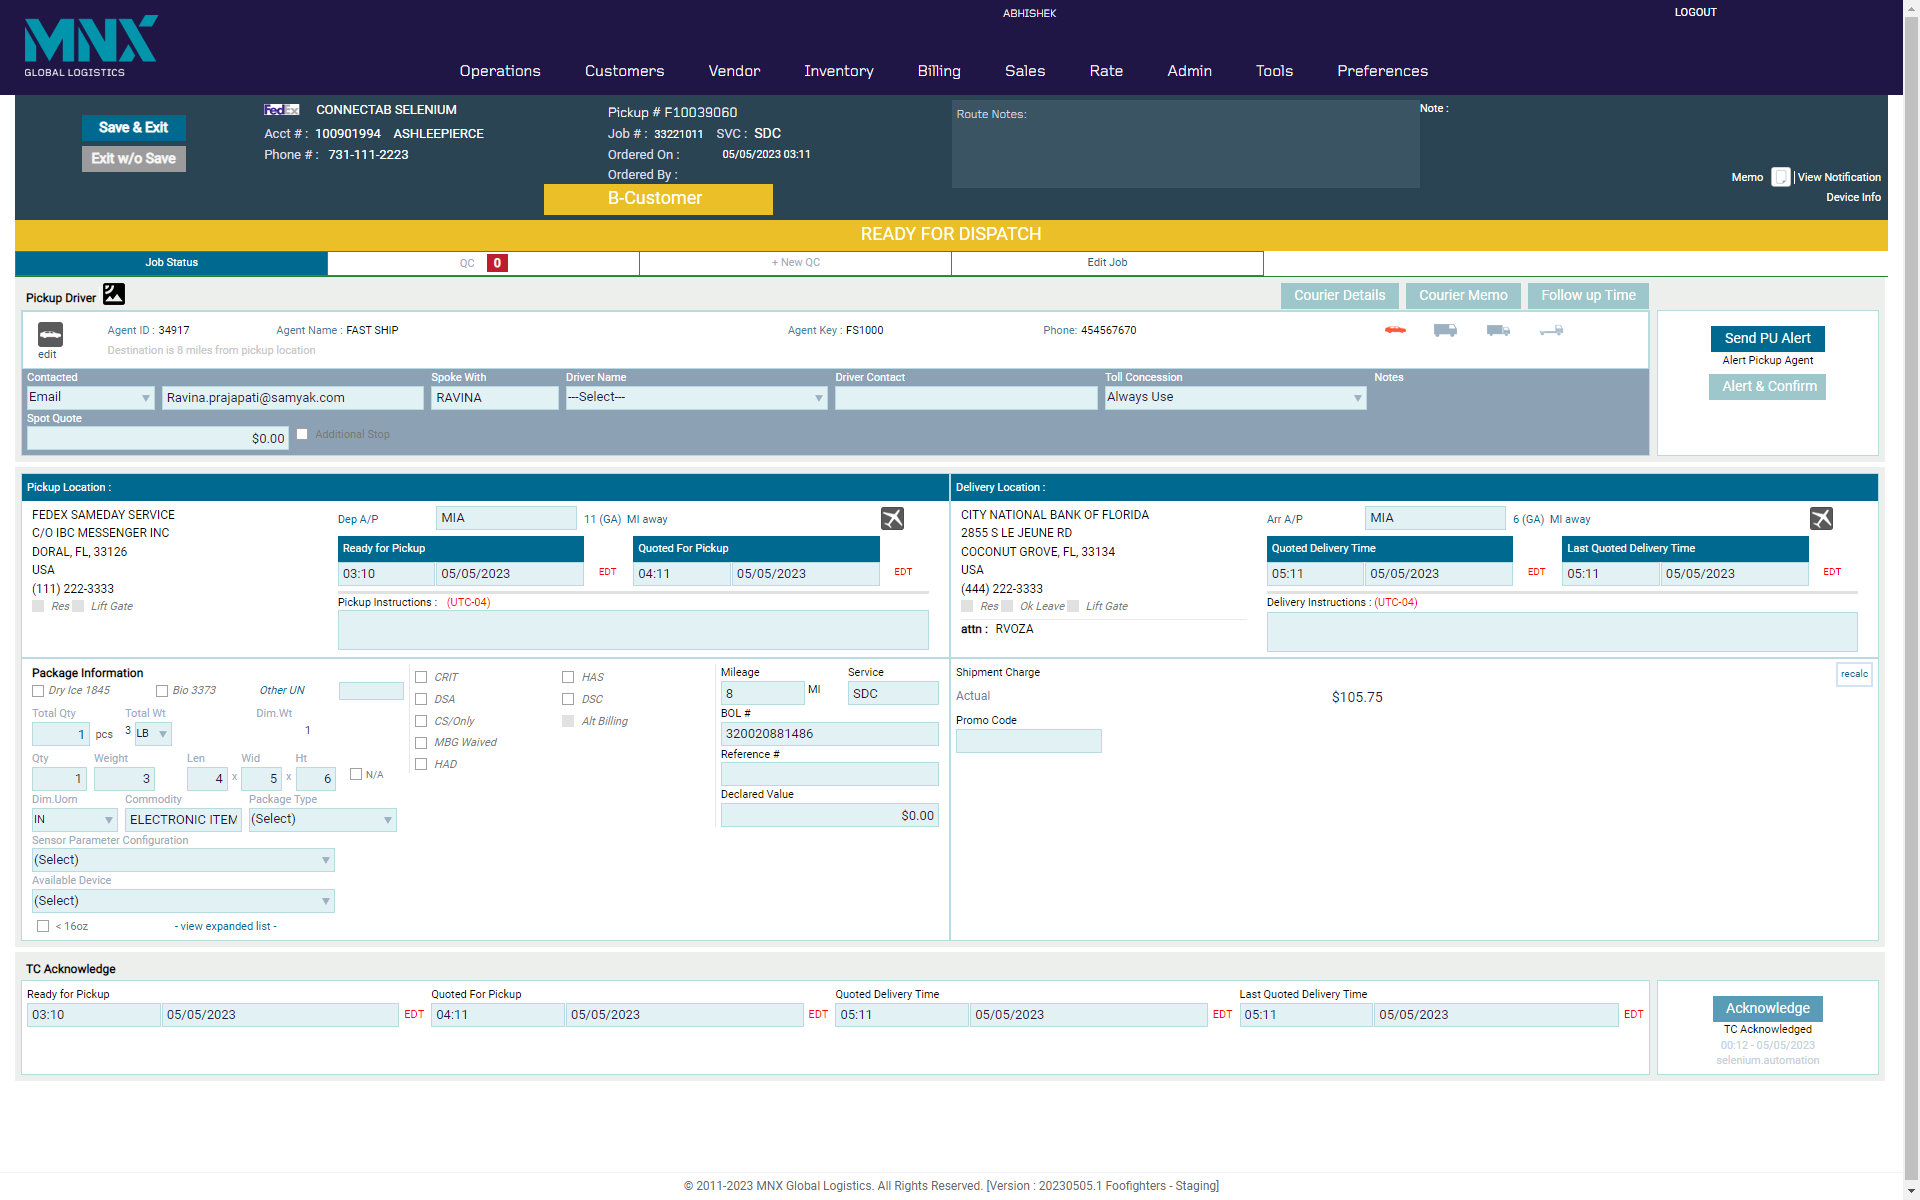 ABHISHEK
LOGOUT
MNX
GLOBAL LOGISTICS
Operations Customers Vendor Inventory Billing Sales Rate Admin Tools Preferences
Save & Exit
Exit w/o Save
FedEx CONNECTAB SELENIUM
Acct # : 100901994 ASHLEEPIERCE
Phone # : 731-111-2223
Pickup # F10039060
Job # : 33221011 SVC : SDC
Ordered On : 05/05/2023 03:11
Ordered By :
B-Customer
Route Notes:
Note :
Memo | View Notification
Device Info
READY FOR DISPATCH
Job Status QC 0 + New QC Edit Job
Pickup Driver
Courier Details Courier Memo Follow up Time
edit
Agent ID : 34917 Agent Name : FAST SHIP Agent Key : FS1000 Phone: 454567670
Destination is 8 miles from pickup location
Contacted Spoke With Driver Name Driver Contact Toll Concession Notes
Email Ravina.prajapati@samyak.com RAVINA ---Select--- Always Use
Spot Quote
$0.00 Additional Stop
Send PU Alert
Alert Pickup Agent
Alert & Confirm
Pickup Location :
FEDEX SAMEDAY SERVICE
C/O IBC MESSENGER INC
DORAL, FL, 33126
USA
(111) 222-3333
Res Lift Gate
Dep A/P MIA 11 (GA) MI away
Ready for Pickup Quoted For Pickup
03:10 05/05/2023 EDT 04:11 05/05/2023 EDT
Pickup Instructions : (UTC-04)
Delivery Location :
CITY NATIONAL BANK OF FLORIDA
2855 S LE JEUNE RD
COCONUT GROVE, FL, 33134
USA
(444) 222-3333
Res Ok Leave Lift Gate
attn : RVOZA
Arr A/P MIA 6 (GA) MI away
Quoted Delivery Time Last Quoted Delivery Time
05:11 05/05/2023 EDT 05:11 05/05/2023 EDT
Delivery Instructions : (UTC-04)
Package Information
Dry Ice 1845 Bio 3373 Other UN
Total Qty Total Wt Dim.Wt
1 pcs 3 LB 1
Qty Weight Len Wid Ht
1 3 4 x 5 x 6 N/A
Dim.Uom Commodity Package Type
IN ELECTRONIC ITEM (Select)
Sensor Parameter Configuration
(Select)
Available Device
(Select)
< 16oz - view expanded list -
CRIT HAS
DSA DSC
CS/Only Alt Billing
MBG Waived
HAD
Mileage Service
8 MI SDC
BOL #
320020881486
Reference #
Declared Value
$0.00
Shipment Charge
recalc
Actual $105.75
Promo Code
TC Acknowledge
Ready for Pickup Quoted For Pickup Quoted Delivery Time Last Quoted Delivery Time
03:10 05/05/2023 EDT 04:11 05/05/2023 EDT 05:11 05/05/2023 EDT 05:11 05/05/2023 EDT
Acknowledge
TC Acknowledged
00:12 - 05/05/2023
selenium.automation
© 2011-2023 MNX Global Logistics. All Rights Reserved. [Version : 20230505.1 Foofighters - Staging]